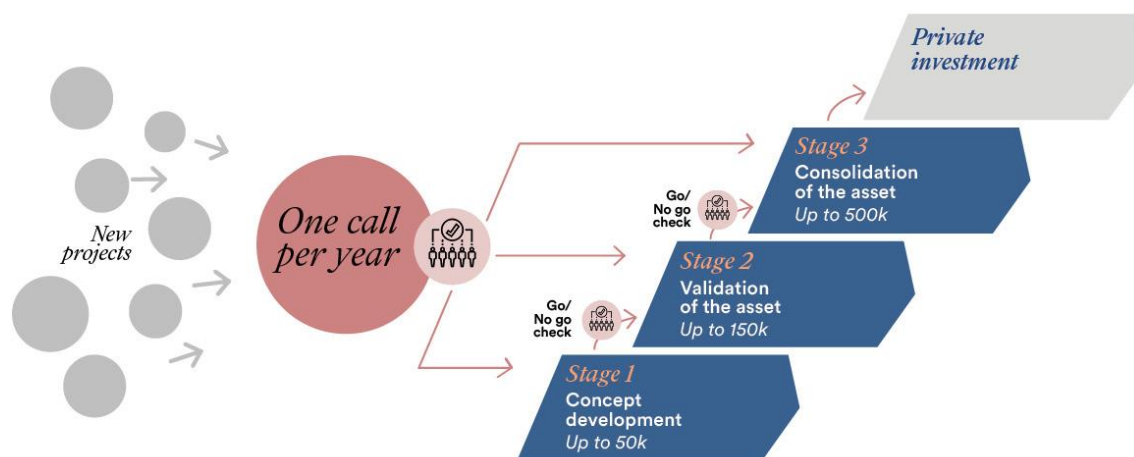 New
projects
One call
per year
Go/
No go
check
Stage 1
Concept
development
Up to 50k
Go/
No go
check
Stage 2
Validation
of the asset
Up to 150k
Stage 3
Consolidation
of the asset
Up to 500k
Private
investment